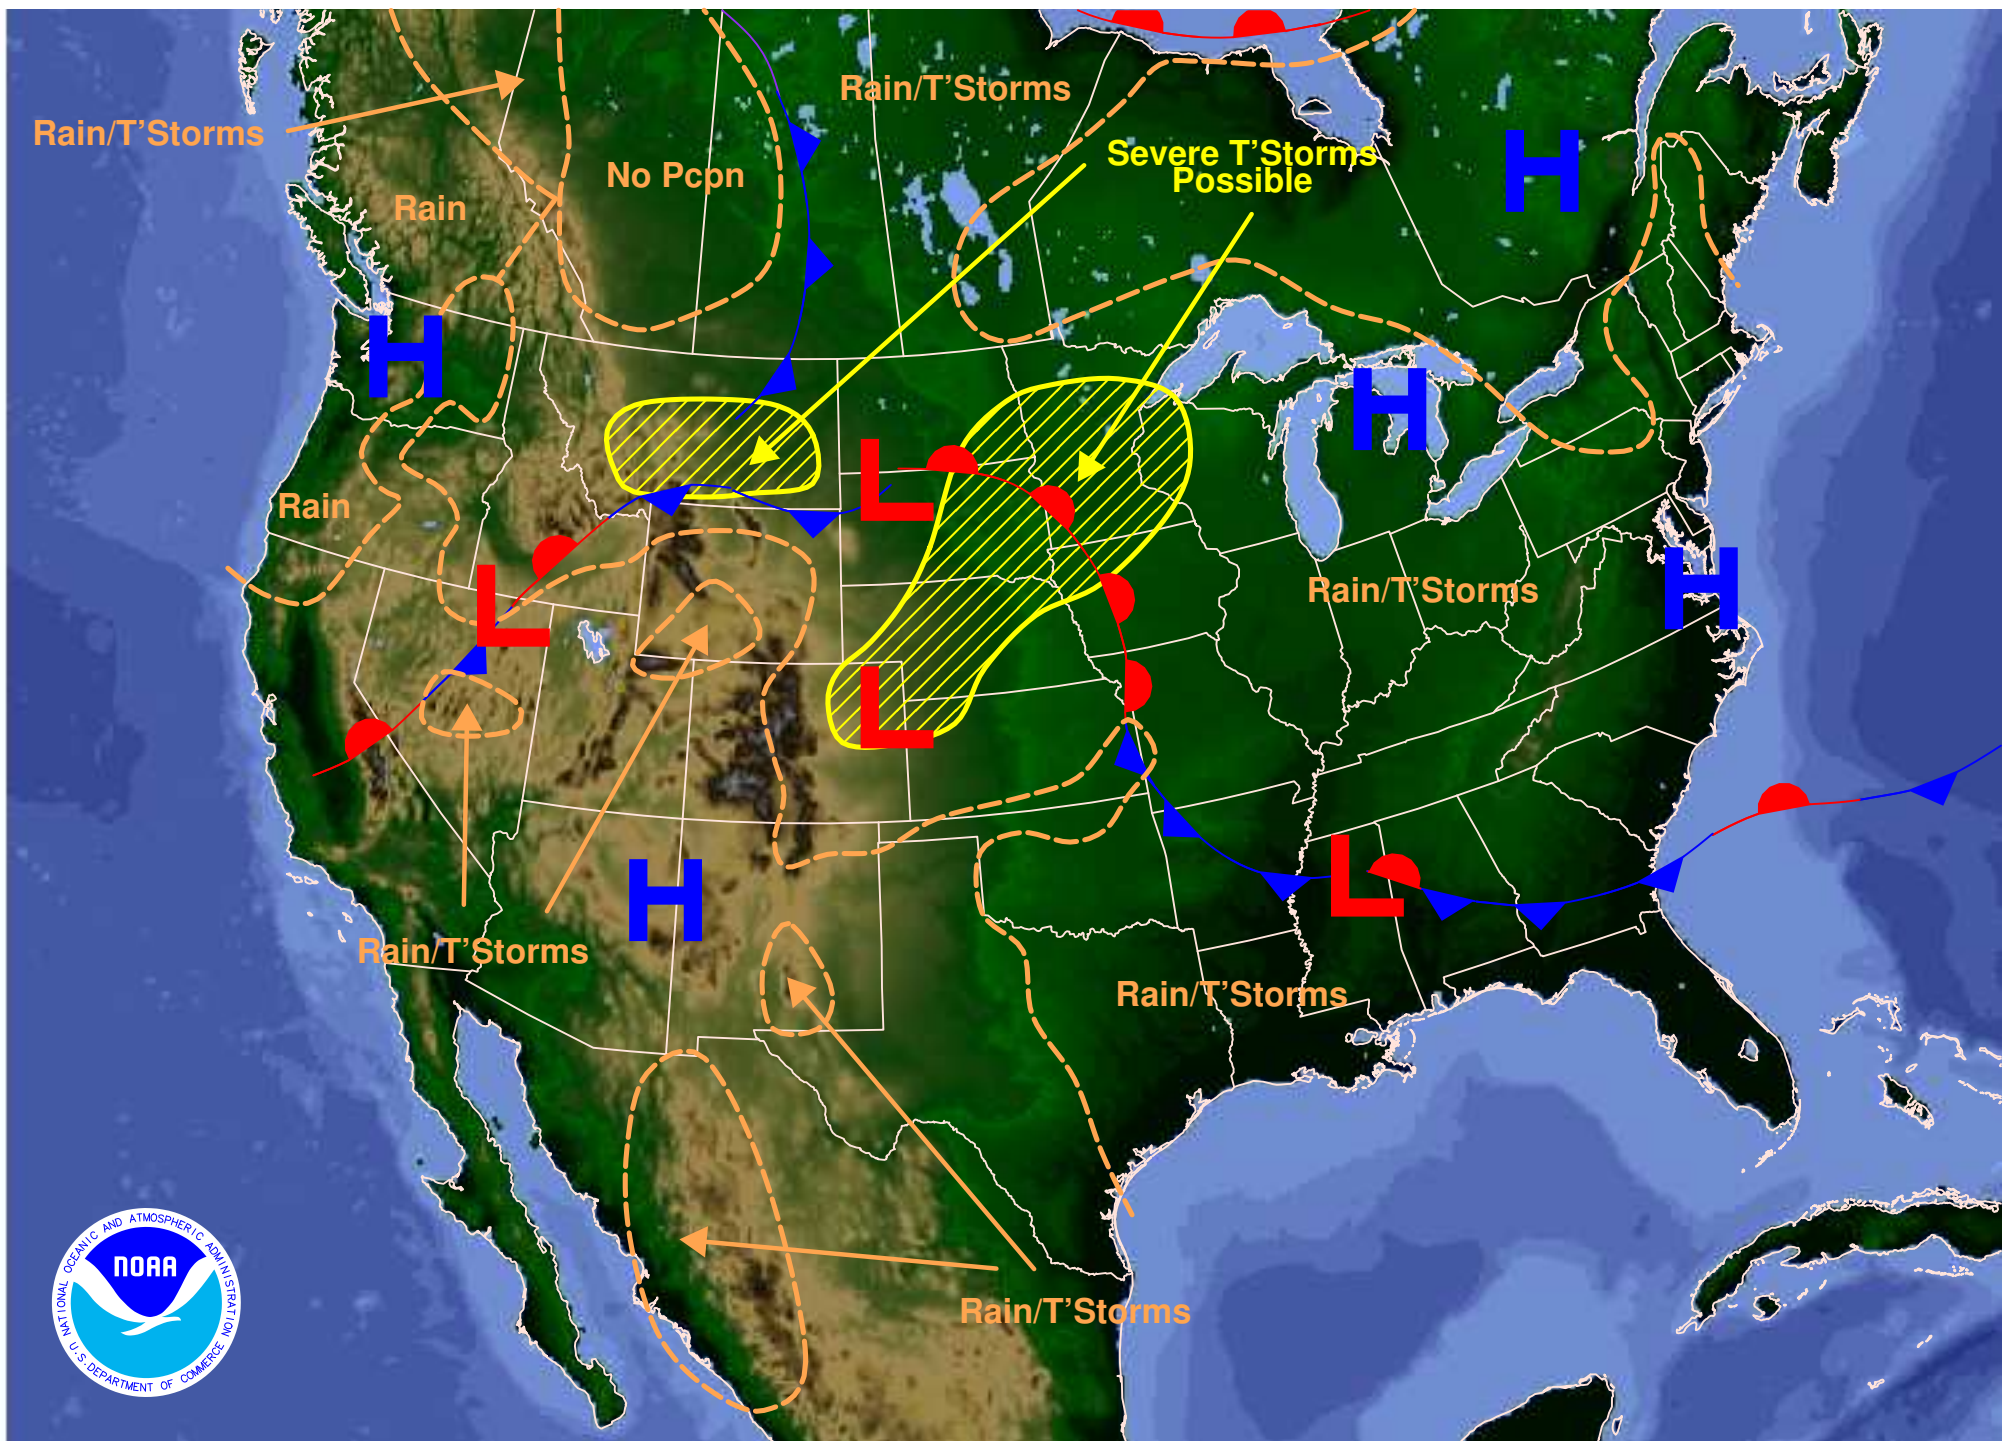 Rain/T'Storms
Rain/T'Storms
No Pcpn
Rain
Severe T'Storms
Possible
H
H
H
L
Rain
L
H
Rain/T'Storms
L
H
L
Rain/T'Storms
Rain/T'Storms
Rain/T'Storms
NATIONAL OCEANIC AND ATMOSPHERIC ADMINISTRATION
NOAA
U.S. DEPARTMENT OF COMMERCE